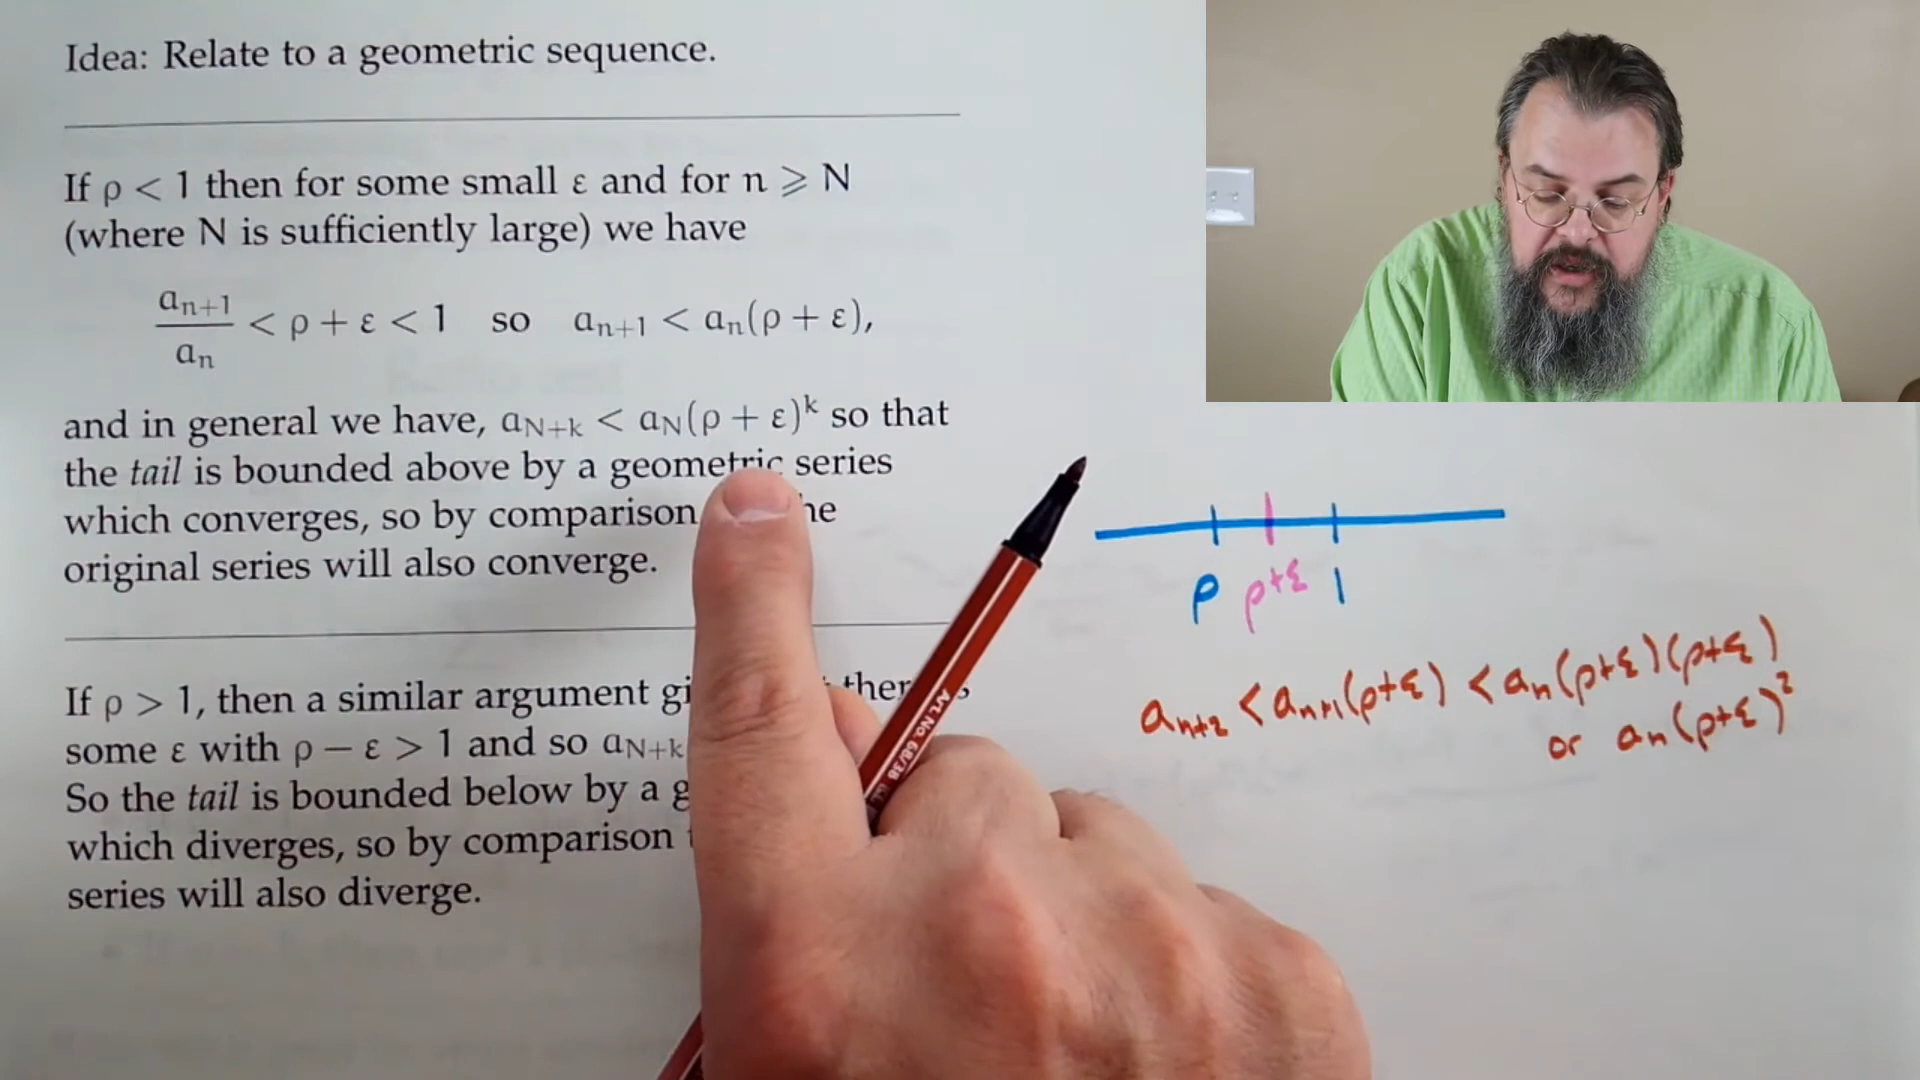 Idea: Relate to a geometric sequence.
If ρ < 1 then for some small ε and for n ⩾ N
(where N is sufficiently large) we have
aₙ₊₁/aₙ < ρ + ε < 1 so aₙ₊₁ < aₙ(ρ + ε),
and in general we have, a_{N+k} < a_N(ρ + ε)^k so that
the tail is bounded above by a geometric series
which converges, so by comparison
original series will also converge.
If ρ > 1, then a similar argument
some ε with ρ − ε > 1 and so a_{N+k}
So the tail is bounded below by a
which diverges, so by comparison
series will also diverge.
ρ ρ+ε 1
aₙ₊₂ < aₙ₊₁(ρ+ε) < aₙ(ρ+ε)(ρ+ε)
or aₙ(ρ+ε)²
Art. No. 68/38